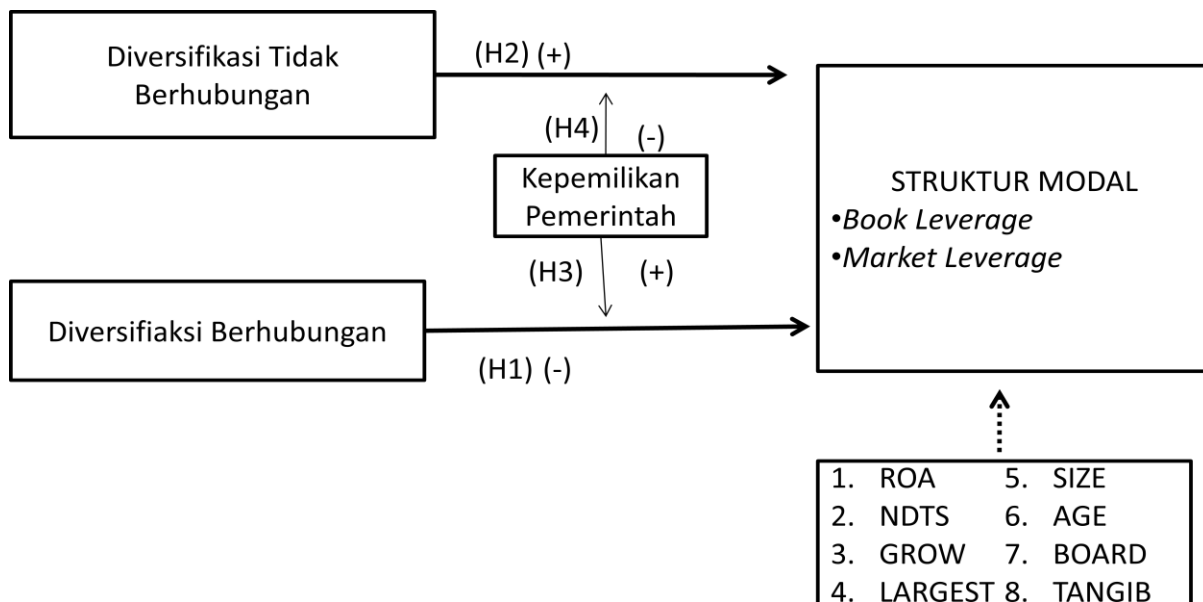 Diversifikasi Tidak
Berhubungan
(H2) (+)
(H4) (-)
Kepemilikan
Pemerintah
(H3) (+)
Diversifiaksi Berhubungan
(H1) (-)
STRUKTUR MODAL
•Book Leverage
•Market Leverage
1. ROA 5. SIZE
2. NDTS 6. AGE
3. GROW 7. BOARD
4. LARGEST 8. TANGIB